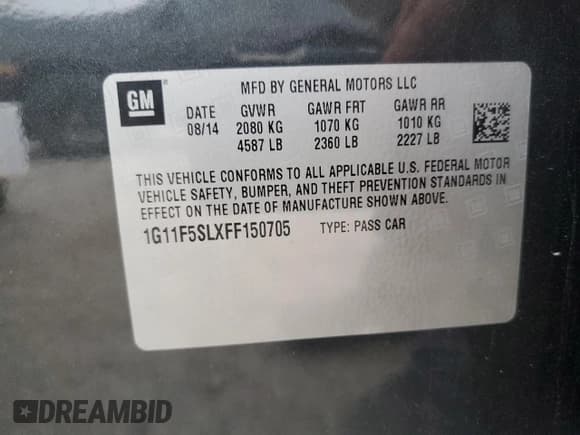 GM
MFD BY GENERAL MOTORS LLC
DATE GVWR GAWR FRT GAWR RR
08/14 2080 KG 1070 KG 1010 KG
4587 LB 2360 LB 2227 LB
THIS VEHICLE CONFORMS TO ALL APPLICABLE U.S. FEDERAL MOTOR
VEHICLE SAFETY, BUMPER, AND THEFT PREVENTION STANDARDS IN
EFFECT ON THE DATE OF MANUFACTURE SHOWN ABOVE.
1G11F5SLXFF150705 TYPE: PASS CAR
DREAMBID